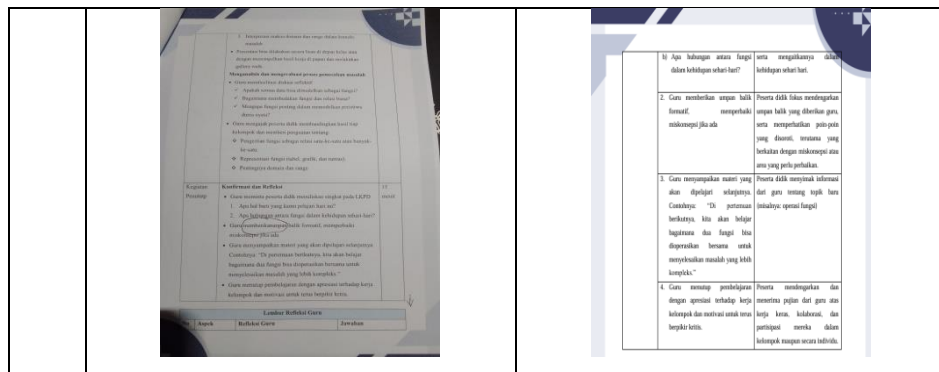 2. Interpretasi makna domain dan range dalam konteks
masalah
• Presentasi bisa dilakukan secara lisan di depan kelas atau
dengan menempelkan hasil kerja di papan dan melakukan
gallery walk.
Menganalisis dan mengevaluasi proses pemecahan masalah
• Guru memfasilitasi diskusi reflektif:
✓ Apakah semua data bisa dimodelkan sebagai fungsi?
✓ Bagaimana membedakan fungsi dan relasi biasa?
✓ Mengapa fungsi penting dalam memodelkan peristiwa
dunia nyata?
• Guru mengajak peserta didik membandingkan hasil tiap
kelompok dan memberi penguatan tentang
❖ Pengertian fungsi sebagai relasi satu-ke-satu atau banyak-
ke-satu
❖ Representasi fungsi (tabel, grafik, dan narasi)
❖ Pentingnya domain dan range
Kegiatan Penutup
Konfirmasi dan Refleksi
15 menit
• Guru meminta peserta didik menuliskan singkat pada LKPD
1. Apa hal baru yang kamu pelajari hari ini?
2. Apa hubungan antara fungsi dalam kehidupan sehari-hari?
• Guru memberikan umpan balik formatif, memperbaiki
miskonsepsi jika ada
• Guru menyampaikan materi yang akan dipelajari selanjutnya.
Contohnya: "Di pertemuan berikutnya, kita akan belajar
bagaimana dua fungsi bisa dioperasikan bersama untuk
menyelesaikan masalah yang lebih kompleks."
• Guru menutup pembelajaran dengan apresiasi terhadap kerja
kelompok dan motivasi untuk terus berpikir kritis.
Lembar Refleksi Guru
No Aspek Refleksi Guru Jawaban
b) Apa hubungan antara fungsi
dalam kehidupan sehari-hari?
serta mengaitkannya dalam
kehidupan sehari hari.
2. Guru memberikan umpan balik
formatif, memperbaiki
miskonsepsi jika ada
Peserta didik fokus mendengarkan
umpan balik yang diberikan guru,
serta memperhatikan poin-poin
yang disoroti, terutama yang
berkaitan dengan miskonsepsi atau
area yang perlu perbaikan.
3. Guru menyampaikan materi yang
akan dipelajari selanjutnya.
Contohnya: "Di pertemuan
berikutnya, kita akan belajar
bagaimana dua fungsi bisa
dioperasikan bersama untuk
menyelesaikan masalah yang lebih
kompleks."
Peserta didik menyimak informasi
dari guru tentang topik baru
(misalnya: operasi fungsi)
4. Guru menutup pembelajaran
dengan apresiasi terhadap kerja
kelompok dan motivasi untuk terus
berpikir kritis.
Peserta mendengarkan dan
menerima pujian dari guru atas
kerja keras, kolaborasi, dan
partisipasi mereka dalam
kelompok maupun secara individu.